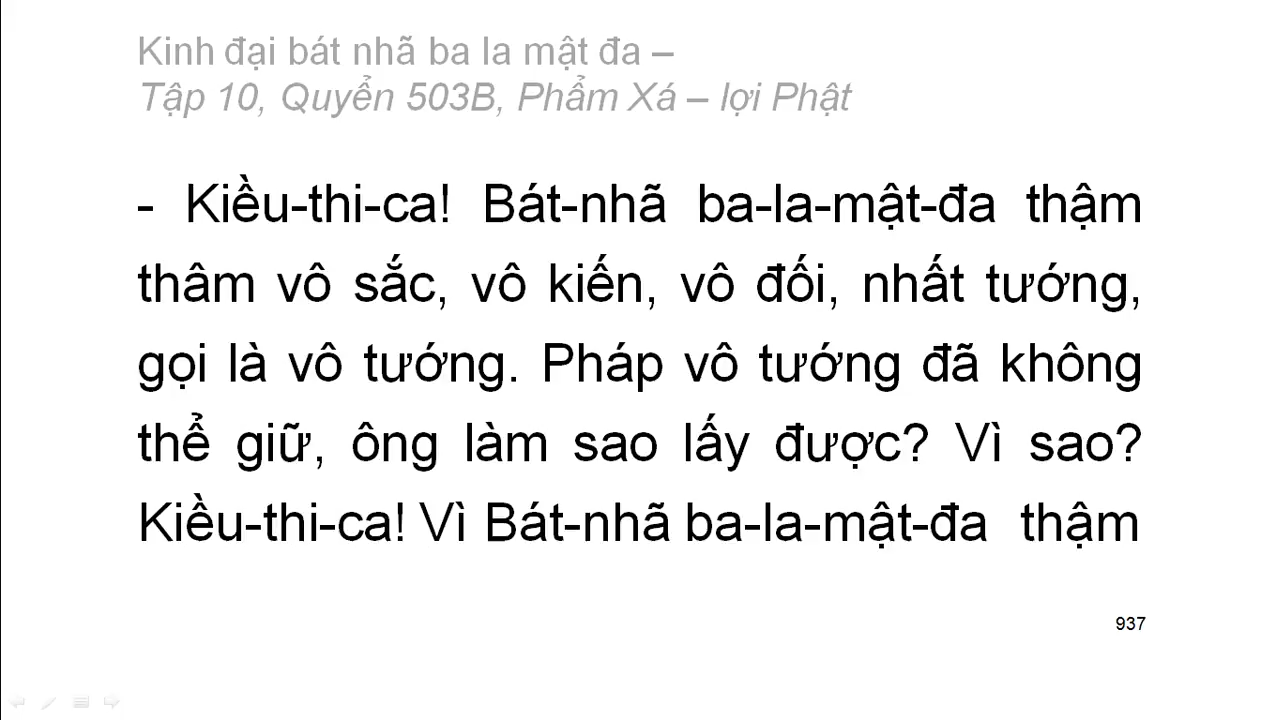 Kinh đại bát nhã ba la mật đa –
Tập 10, Quyển 503B, Phẩm Xá – lợi Phật
- Kiều-thi-ca! Bát-nhã ba-la-mật-đa thậm
thâm vô sắc, vô kiến, vô đối, nhất tướng,
gọi là vô tướng. Pháp vô tướng đã không
thể giữ, ông làm sao lấy được? Vì sao?
Kiều-thi-ca! Vì Bát-nhã ba-la-mật-đa thậm
937